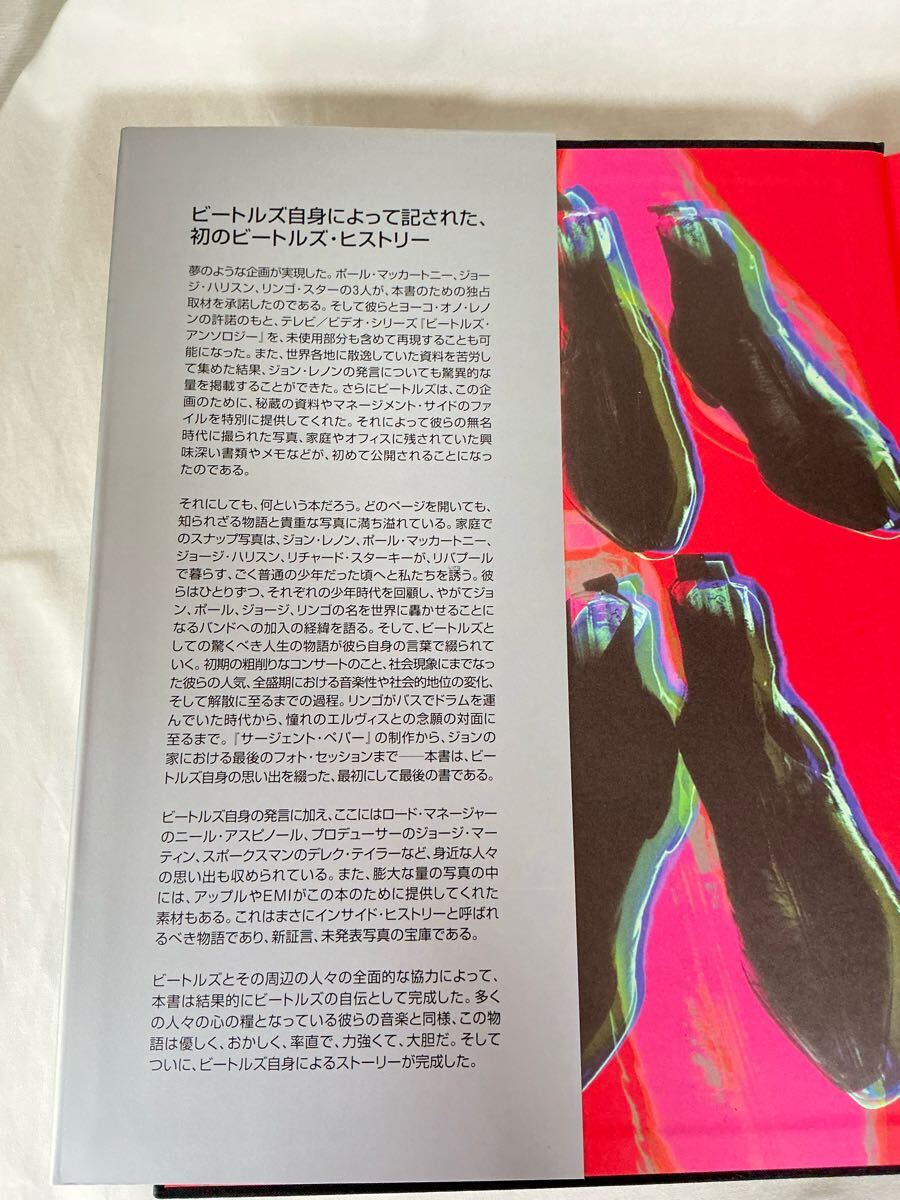 ビートルズ自身によって記された、
初のビートルズ・ヒストリー
夢のような企画が実現した。ポール・マッカートニー、ジョー
ジ・ハリスン、リンゴ・スターの3人が、本書のための独占
取材を承諾したのである。そして彼らとヨーコ・オノ・レノ
ンの許諾のもと、テレビ／ビデオ・シリーズ『ビートルズ・
アンソロジー』を、未使用部分も含めて再現することも可
能になった。また、世界各地に散逸していた資料を苦労し
て集めた結果、ジョン・レノンの発言についても驚異的な
量を掲載することができた。さらにビートルズは、この企
画のために、秘蔵の資料やマネージメント・サイドのファ
イルを特別に提供してくれた。それによって彼らの無名
時代に撮られた写真、家庭やオフィスに残されていた興
味深い書類やメモなどが、初めて公開されることになっ
たのである。
それにしても、何という本だろう。どのページを開いても、
知られざる物語と貴重な写真に満ち溢れている。家庭で
のスナップ写真は、ジョン・レノン、ポール・マッカートニー、
ジョージ・ハリスン、リチャード・スターキーが、リバプール
で暮らす、ごく普通の少年だった頃へと私たちを誘う。彼
らはひとりずつ、それぞれの少年時代を回顧し、やがてジョ
ン、ポール、ジョージ、リンゴの名を世界に轟かせることに
なるバンドへの加入の経緯を語る。そして、ビートルズと
しての驚くべき人生の物語が彼ら自身の言葉で綴られて
いく。初期の粗削りなコンサートのこと、社会現象にまでなっ
た彼らの人気、全盛期における音楽性や社会的地位の変化、
そして解散に至るまでの過程。リンゴがバスでドラムを運
んでいた時代から、憧れのエルヴィスとの念願の対面に
至るまで。『サージェント・ペパー』の制作から、ジョンの
家における最後のフォト・セッションまで──本書は、ビー
トルズ自身の思い出を綴った、最初にして最後の書である。
ビートルズ自身の発言に加え、ここにはロード・マネージャー
のニール・アスピノール、プロデューサーのジョージ・マー
ティン、スポークスマンのデレク・テイラーなど、身近な人々
の思い出も収められている。また、膨大な量の写真の中
には、アップルやEMIがこの本のために提供してくれた
素材もある。これはまさにインサイド・ヒストリーと呼ばれ
るべき物語であり、新証言、未発表写真の宝庫である。
ビートルズとその周辺の人々の全面的な協力によって、
本書は結果的にビートルズの自伝として完成した。多く
の人々の心の糧となっている彼らの音楽と同様、この物
語は優しく、おかしく、率直で、力強くて、大胆だ。そして
ついに、ビートルズ自身によるストーリーが完成した。